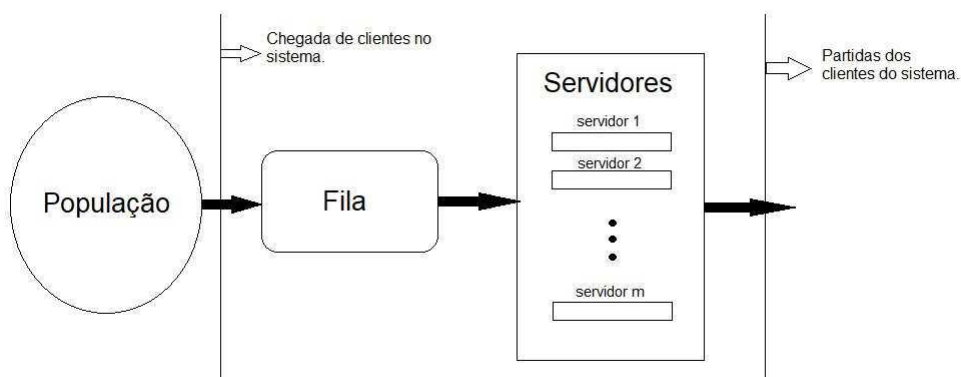 Chegada de clientes no
sistema.
Partidas dos
clientes do sistema.
População
Fila
Servidores
servidor 1
servidor 2
servidor m